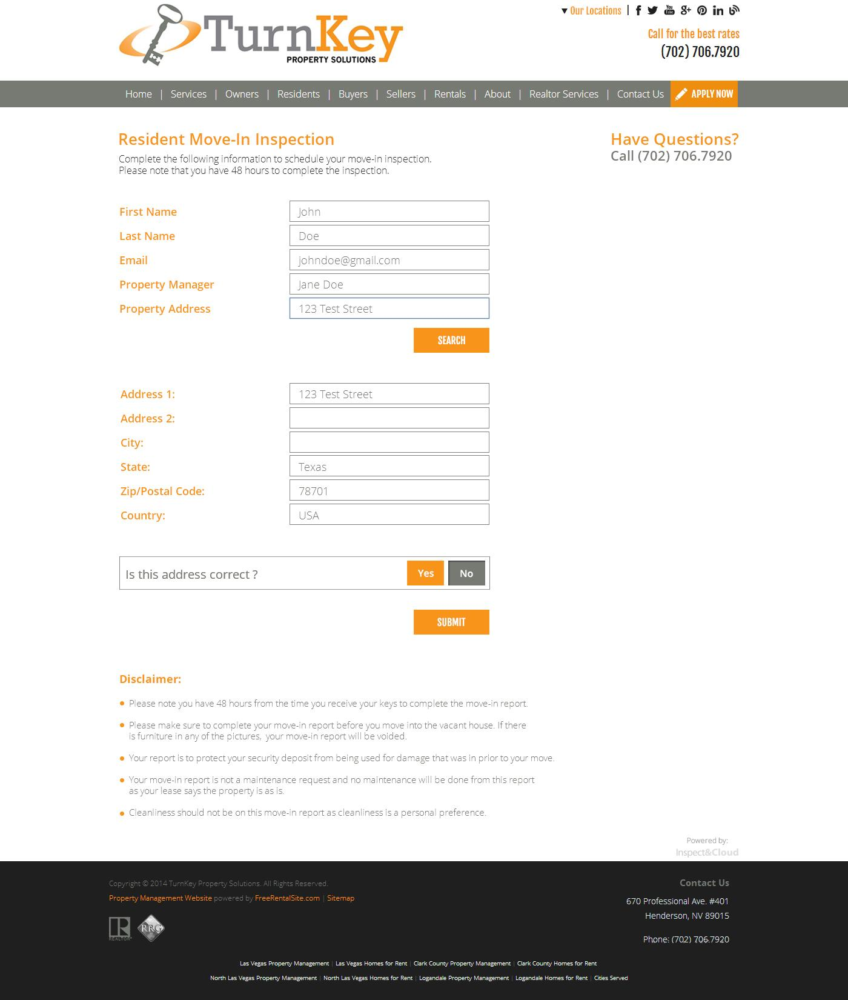 TurnKey
PROPERTY SOLUTIONS
▼ Our Locations |
Call for the best rates
(702) 706.7920
Home | Services | Owners | Residents | Buyers | Sellers | Rentals | About | Realtor Services | Contact Us APPLY NOW
Resident Move-In Inspection
Have Questions?
Complete the following information to schedule your move-in inspection.
Call (702) 706.7920
Please note that you have 48 hours to complete the inspection.
First Name John
Last Name Doe
Email johndoe@gmail.com
Property Manager Jane Doe
Property Address 123 Test Street
SEARCH
Address 1: 123 Test Street
Address 2:
City:
State: Texas
Zip/Postal Code: 78701
Country: USA
Is this address correct ? Yes No
SUBMIT
Disclaimer:
Please note you have 48 hours from the time you receive your keys to complete the move-in report.
Please make sure to complete your move-in report before you move into the vacant house. If there
is furniture in any of the pictures, your move-in report will be voided.
Your report is to protect your security deposit from being used for damage that was in prior to your move.
Your move-in report is not a maintenance request and no maintenance will be done from this report
as your lease says the property is as is.
Cleanliness should not be on this move-in report as cleanliness is a personal preference.
Powered by:
Inspect&Cloud
Copyright © 2014 TurnKey Property Solutions. All Rights Reserved.
Contact Us
Property Management Website powered by FreeRentalSite.com | Sitemap
670 Professional Ave. #401
Henderson, NV 89015
REALTOR RRG
Phone: (702) 706.7920
Las Vegas Property Management | Las Vegas Homes for Rent | Clark County Property Management | Clark County Homes for Rent
North Las Vegas Property Management | North Las Vegas Homes for Rent | Logandale Property Management | Logandale Homes for Rent | Cities Served